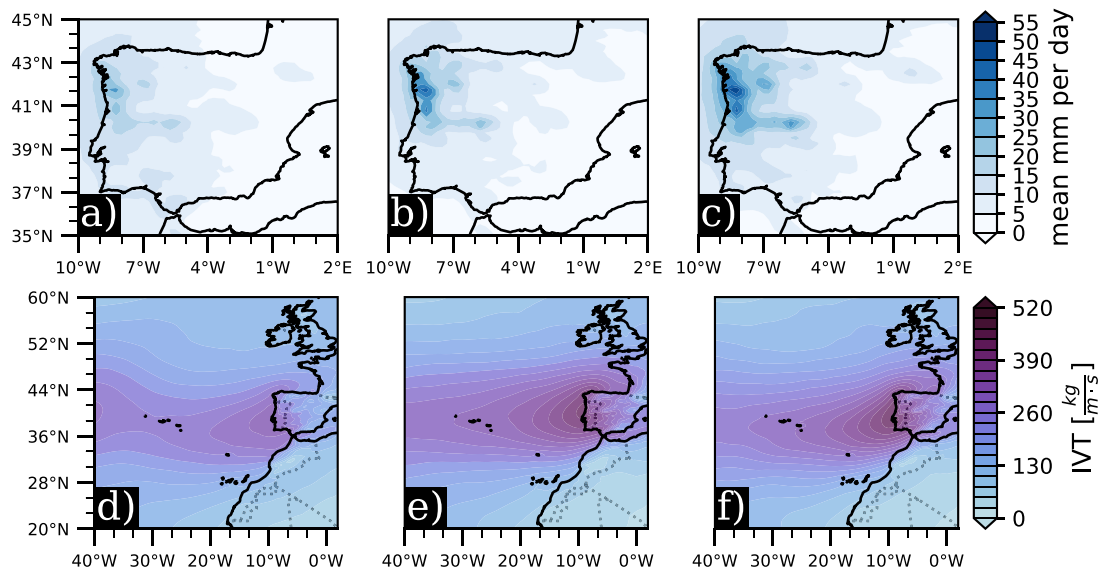 45°N
43°N
41°N
39°N
37°N
35°N
a)
10°W 7°W 4°W 1°W 2°E
b)
10°W 7°W 4°W 1°W 2°E
c)
10°W 7°W 4°W 1°W 2°E
55
50
45
40
35
30
25
20
15
10
5
0
mean mm per day
60°N
52°N
44°N
36°N
28°N
20°N
d)
40°W 30°W 20°W 10°W 0°W
e)
40°W 30°W 20°W 10°W 0°W
f)
40°W 30°W 20°W 10°W 0°W
520
390
260
130
0
IVT [kg/m·s]